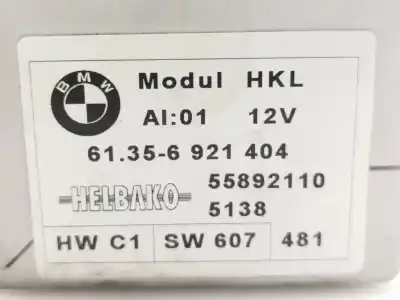 BMW
Modul HKL
AI:01 12V
61.35-6 921 404
HELBAKO
55892110
5138
HW C1 SW 607 481